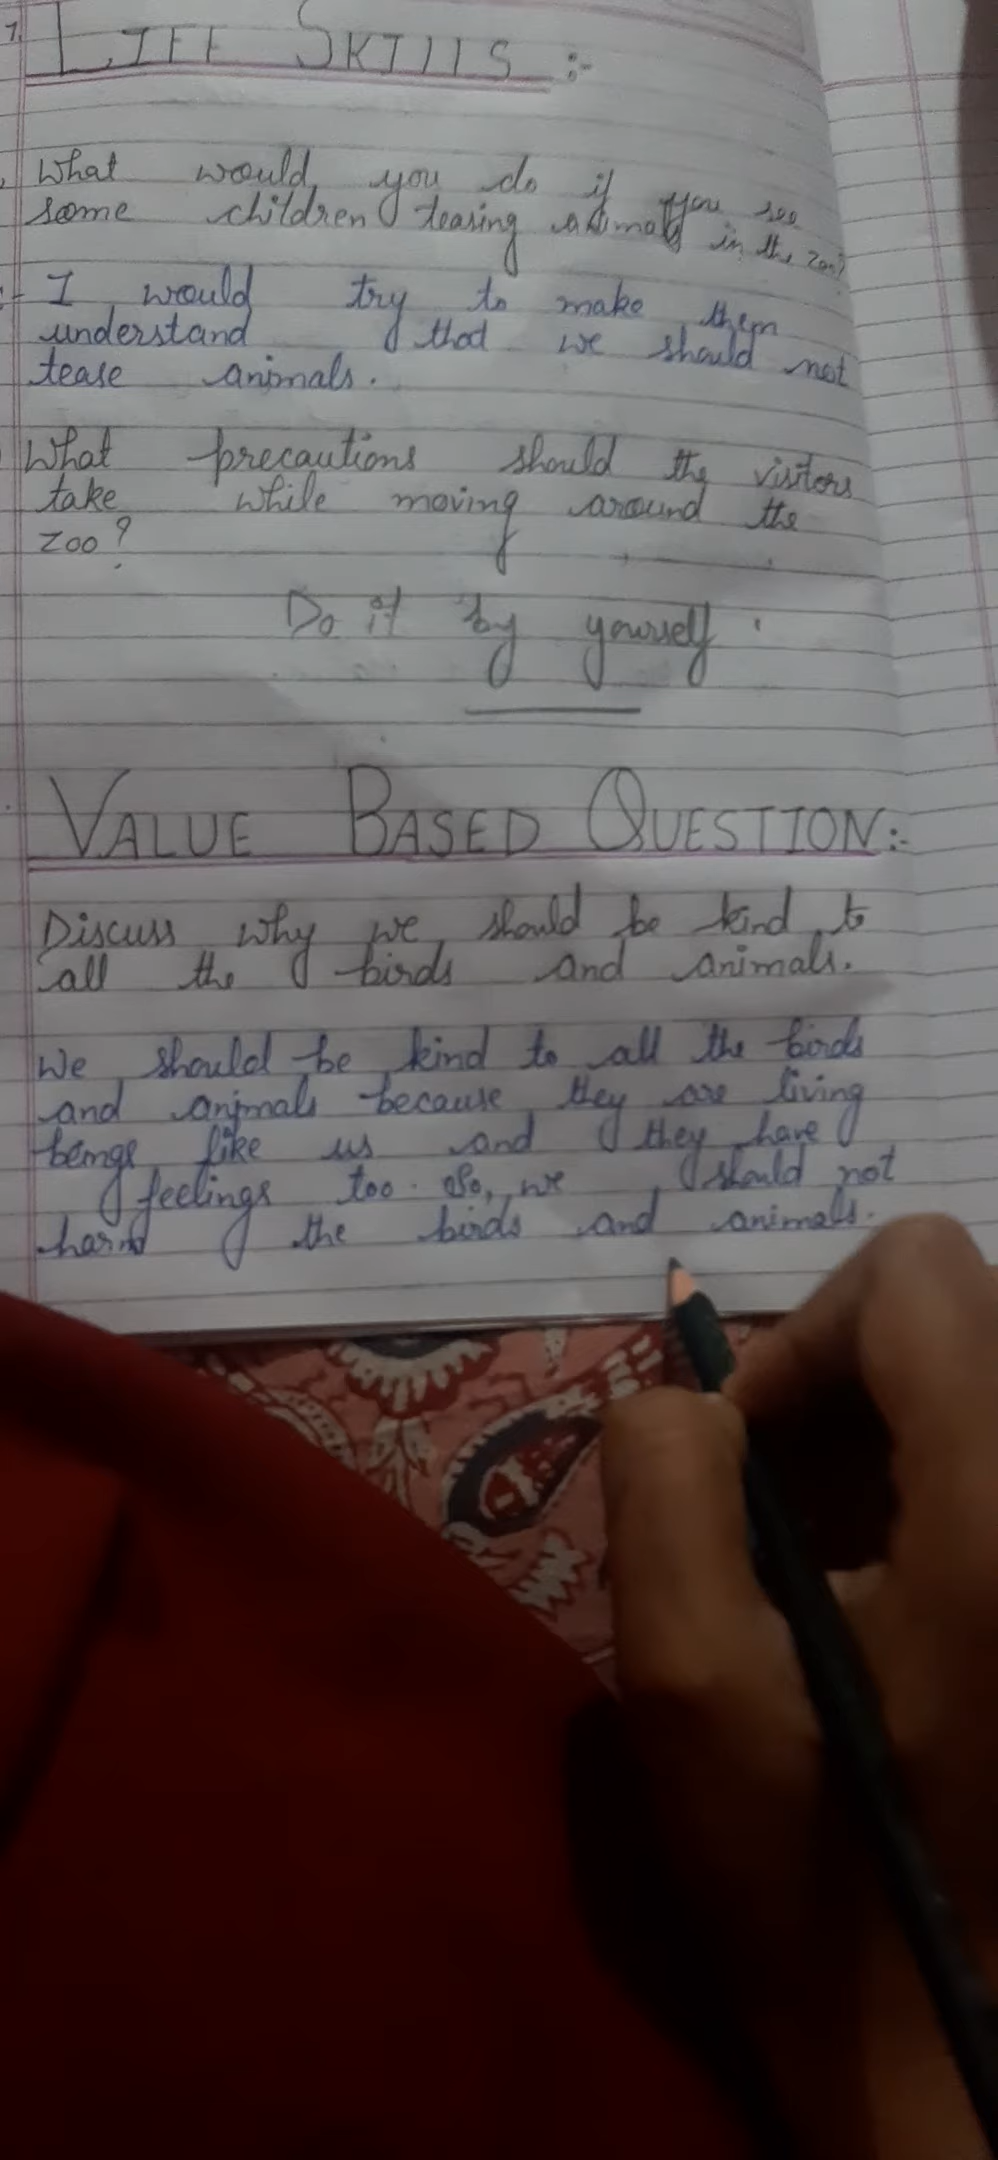 LIFE SKILLS :-
What would you do if you see
some children teasing animals in the zoo?
I would try to make them
understand that we should not
tease animals.
What precautions should the visitors
take while moving around the
zoo?
Do it by yourself
VALUE BASED QUESTION:-
Discuss why we should be kind to
all the birds and animals.
We should be kind to all the birds
and animals because they are living
beings like us and they have
feelings too. So, we should not
harm the birds and animals.